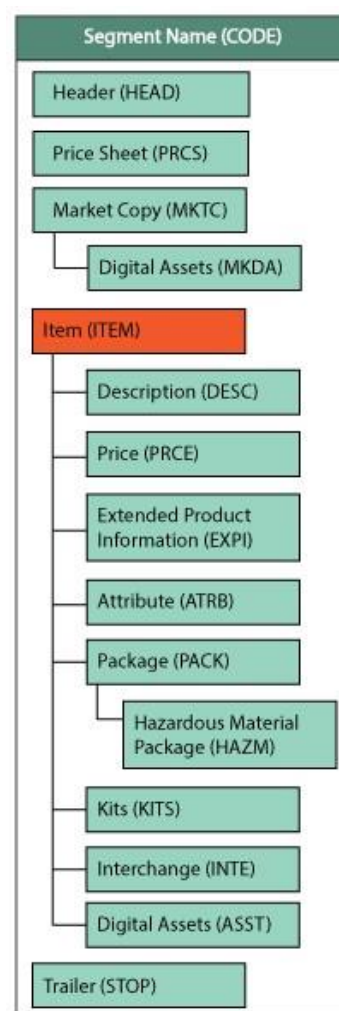 Segment Name (CODE)
Header (HEAD)
Price Sheet (PRCS)
Market Copy (MKTC)
Digital Assets (MKDA)
Item (ITEM)
Description (DESC)
Price (PRCE)
Extended Product
Information (EXPI)
Attribute (ATRB)
Package (PACK)
Hazardous Material
Package (HAZM)
Kits (KITS)
Interchange (INTE)
Digital Assets (ASST)
Trailer (STOP)